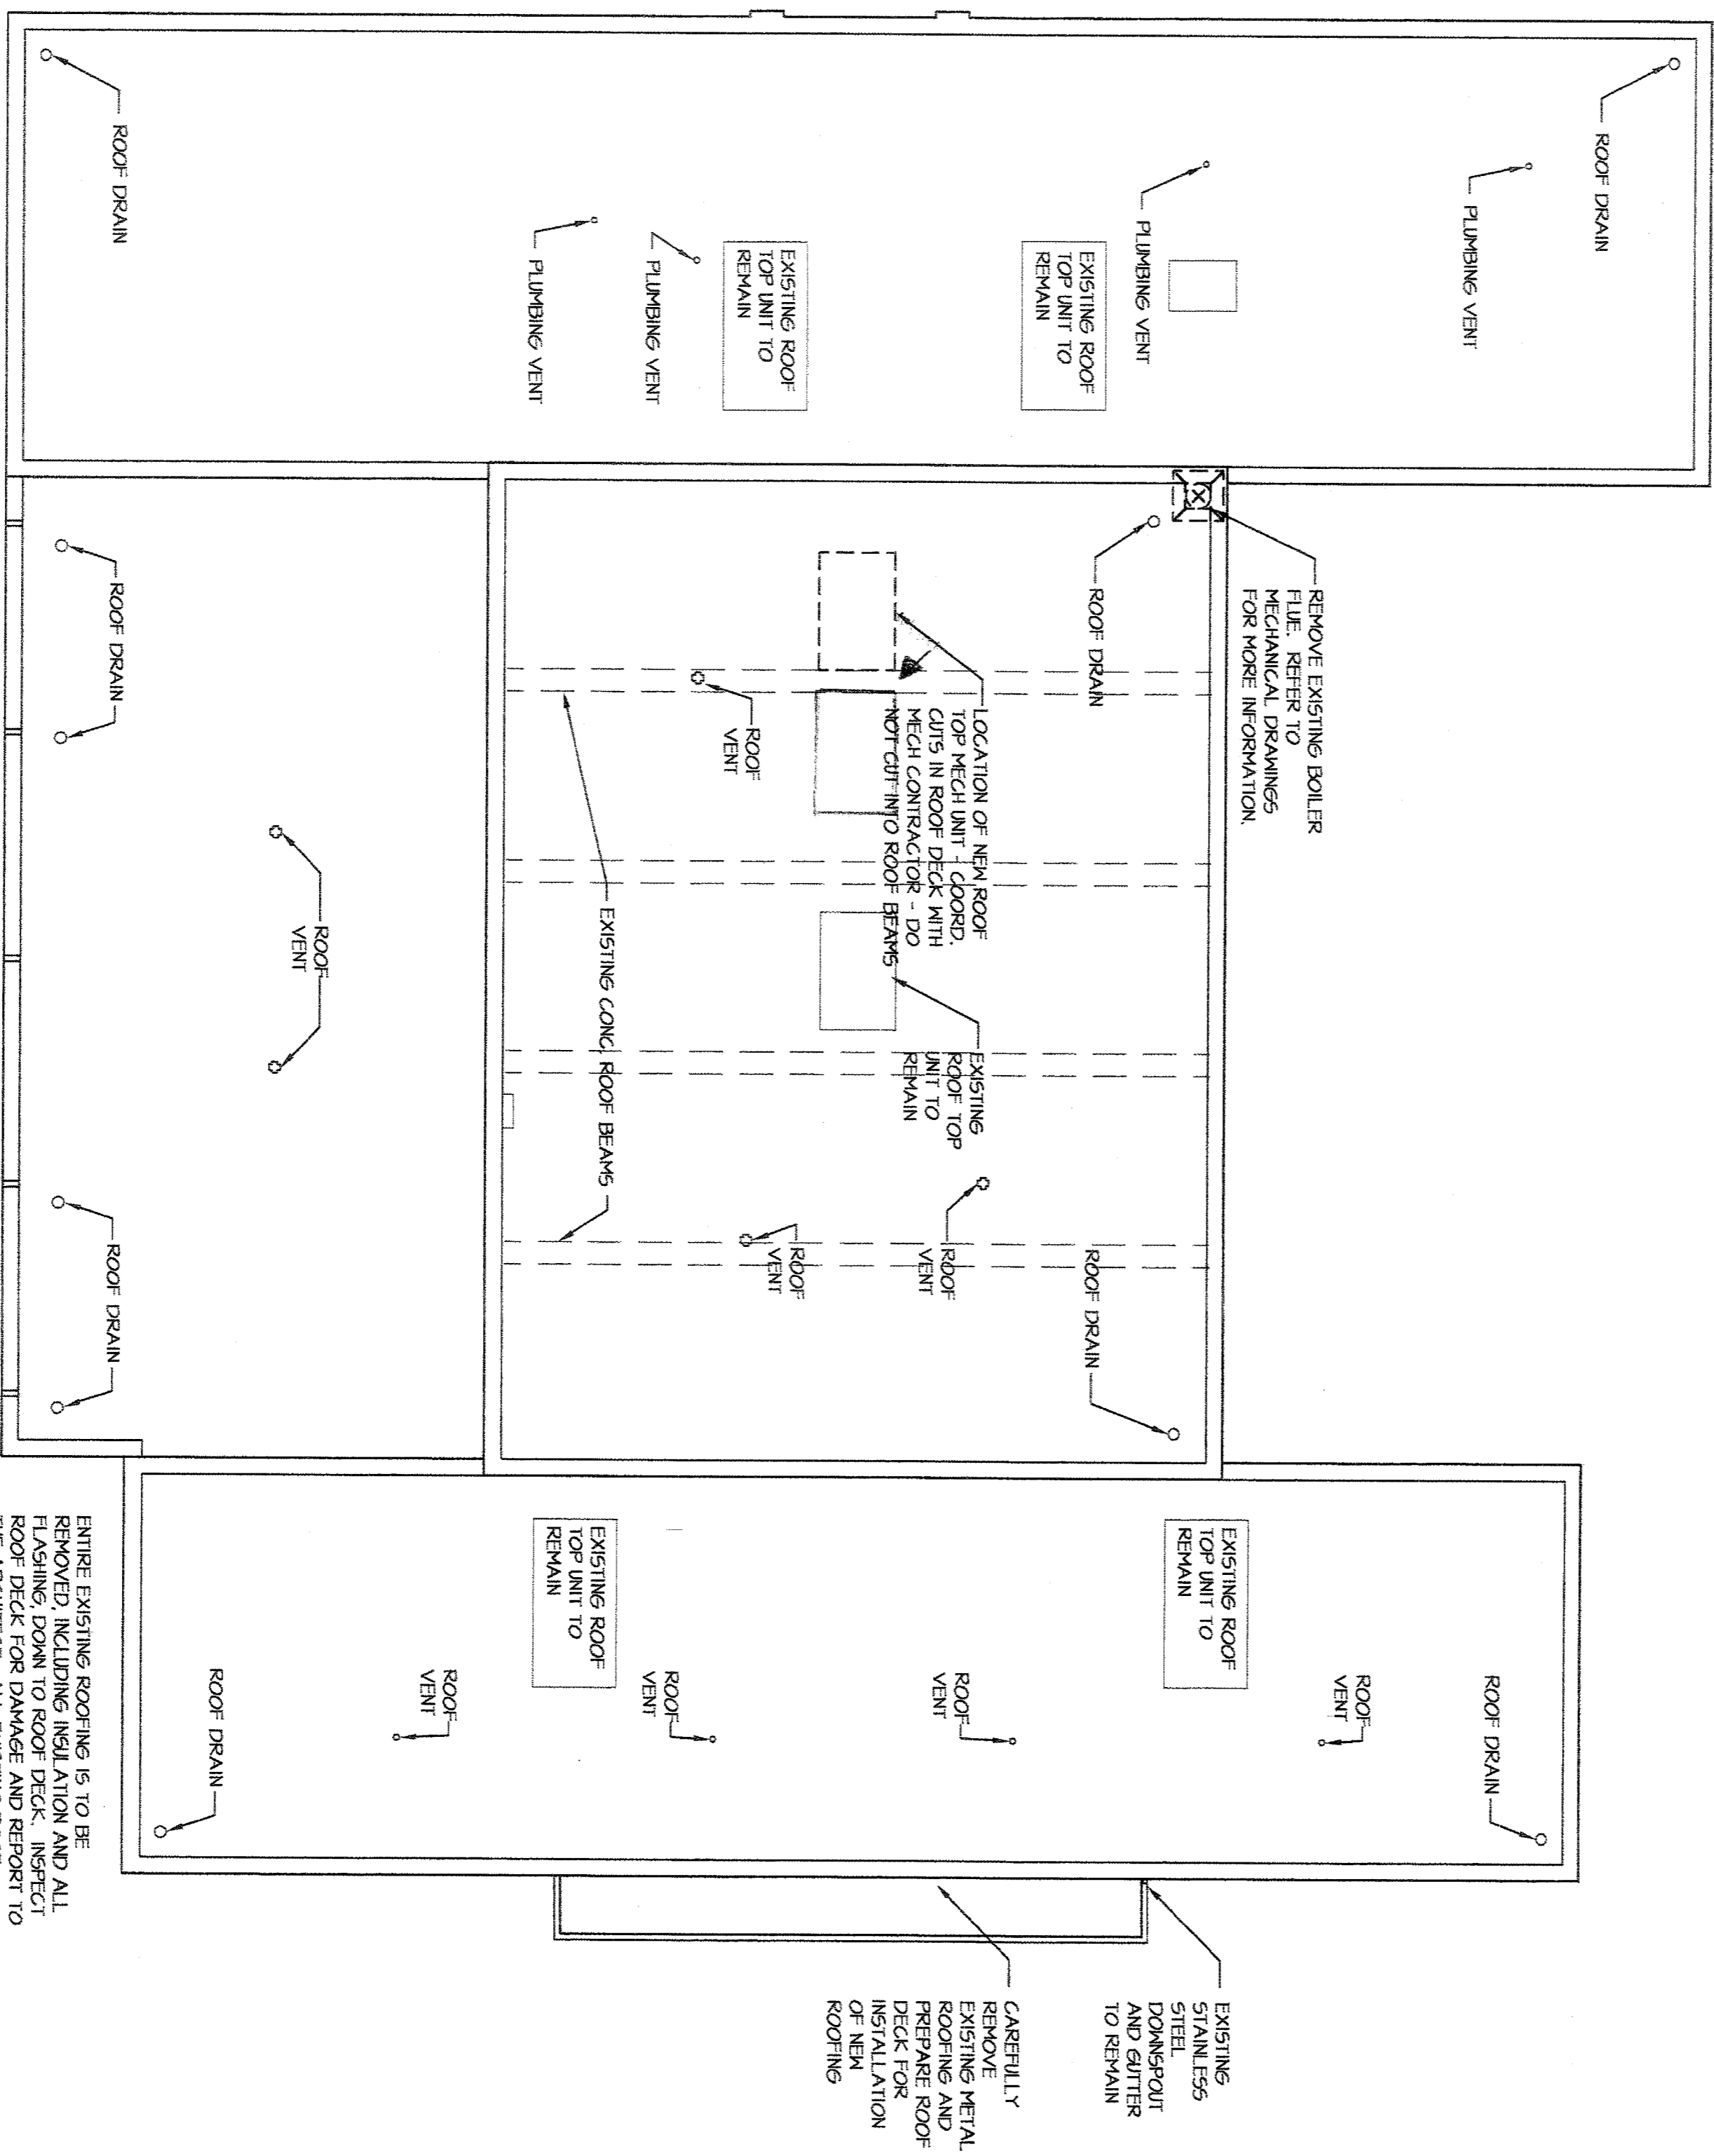 ROOF DRAIN
PLUMBING VENT
PLUMBING VENT
EXISTING ROOF
TOP UNIT TO
REMAIN
EXISTING ROOF
TOP UNIT TO
REMAIN
PLUMBING VENT
PLUMBING VENT
ROOF DRAIN
REMOVE EXISTING BOILER
FLUE. REFER TO
MECHANICAL DRAWINGS
FOR MORE INFORMATION.
ROOF DRAIN
LOCATION OF NEW ROOF
TOP MECH UNIT - COORD.
CUTS IN ROOF DECK WITH
MECH CONTRACTOR - DO
NOT CUT INTO ROOF BEAMS
ROOF
VENT
EXISTING CONC. ROOF BEAMS
EXISTING
ROOF TOP
UNIT TO
REMAIN
ROOF
VENT
ROOF
VENT
ROOF DRAIN
ROOF
VENT
ROOF DRAIN
ROOF DRAIN
EXISTING ROOF
TOP UNIT TO
REMAIN
EXISTING ROOF
TOP UNIT TO
REMAIN
ROOF DRAIN
ROOF
VENT
ROOF
VENT
ROOF
VENT
ROOF
VENT
ROOF DRAIN
EXISTING
STAINLESS
STEEL
DOWNSPOUT
AND GUTTER
TO REMAIN
CAREFULLY
REMOVE
EXISTING METAL
ROOFING AND
PREPARE ROOF
DECK FOR
INSTALLATION
OF NEW
ROOFING
ENTIRE EXISTING ROOFING IS TO BE
REMOVED, INCLUDING INSULATION AND ALL
FLASHING, DOWN TO ROOF DECK. INSPECT
ROOF DECK FOR DAMAGE AND REPORT TO